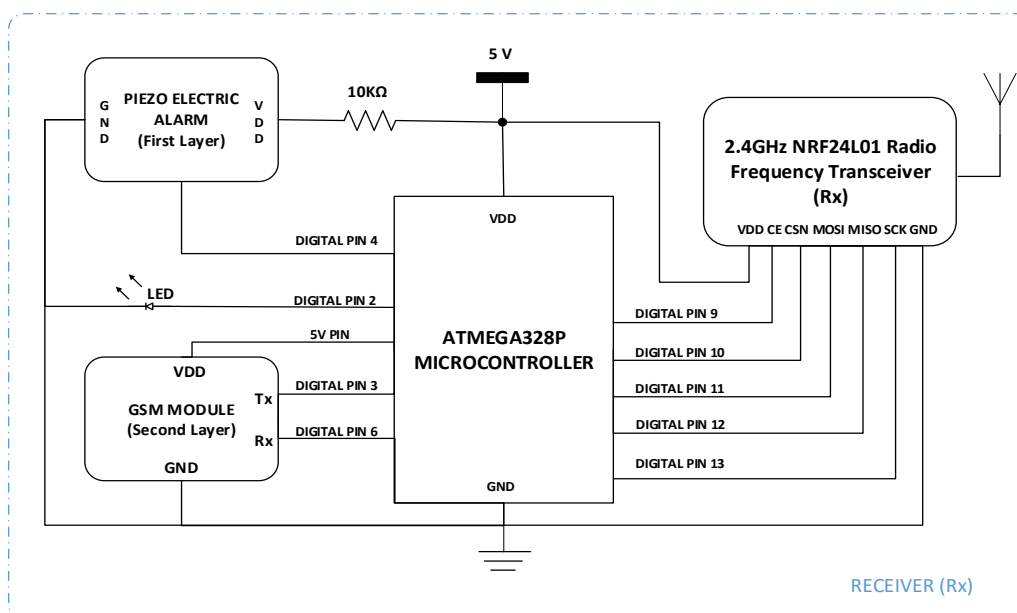 5 V
PIEZO ELECTRIC
ALARM
(First Layer)
GND
VDD
10KΩ
2.4GHz NRF24L01 Radio
Frequency Transceiver
(Rx)
VDD CE CSN MOSI MISO SCK GND
VDD
DIGITAL PIN 4
LED
DIGITAL PIN 2
5V PIN
DIGITAL PIN 3
DIGITAL PIN 6
ATMEGA328P
MICROCONTROLLER
GND
VDD
Tx
GSM MODULE
(Second Layer)
Rx
GND
DIGITAL PIN 9
DIGITAL PIN 10
DIGITAL PIN 11
DIGITAL PIN 12
DIGITAL PIN 13
RECEIVER (Rx)